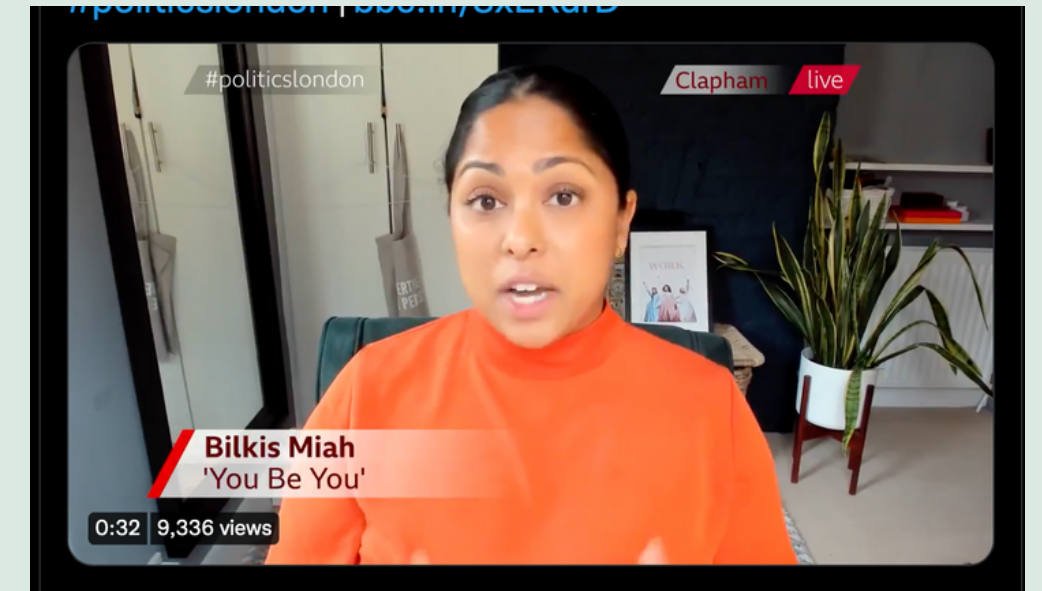 #politicslondon
Clapham live
WORK
Bilkis Miah
'You Be You'
0:32 9,336 views